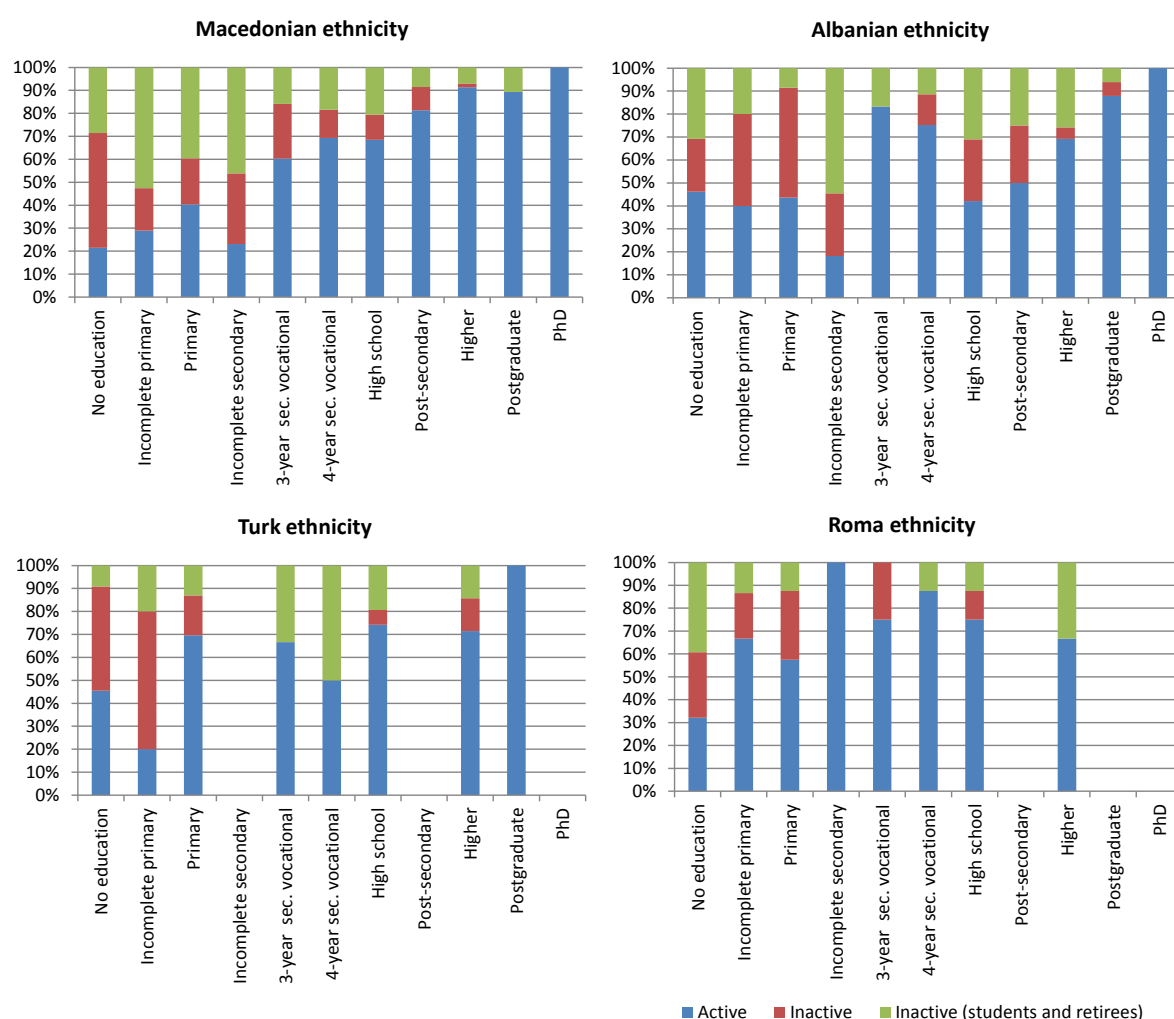 Macedonian ethnicity
100%
90%
80%
70%
60%
50%
40%
30%
20%
10%
0%
No education
Incomplete primary
Primary
Incomplete secondary
3-year sec. vocational
4-year sec. vocational
High school
Post-secondary
Higher
Postgraduate
PhD
Albanian ethnicity
100%
90%
80%
70%
60%
50%
40%
30%
20%
10%
0%
No education
Incomplete primary
Primary
Incomplete secondary
3-year sec. vocational
4-year sec. vocational
High school
Post-secondary
Higher
Postgraduate
PhD
Turk ethnicity
100%
90%
80%
70%
60%
50%
40%
30%
20%
10%
0%
No education
Incomplete primary
Primary
Incomplete secondary
3-year sec. vocational
4-year sec. vocational
High school
Post-secondary
Higher
Postgraduate
PhD
Roma ethnicity
100%
90%
80%
70%
60%
50%
40%
30%
20%
10%
0%
No education
Incomplete primary
Primary
Incomplete secondary
3-year sec. vocational
4-year sec. vocational
High school
Post-secondary
Higher
Postgraduate
PhD
Active Inactive Inactive (students and retirees)